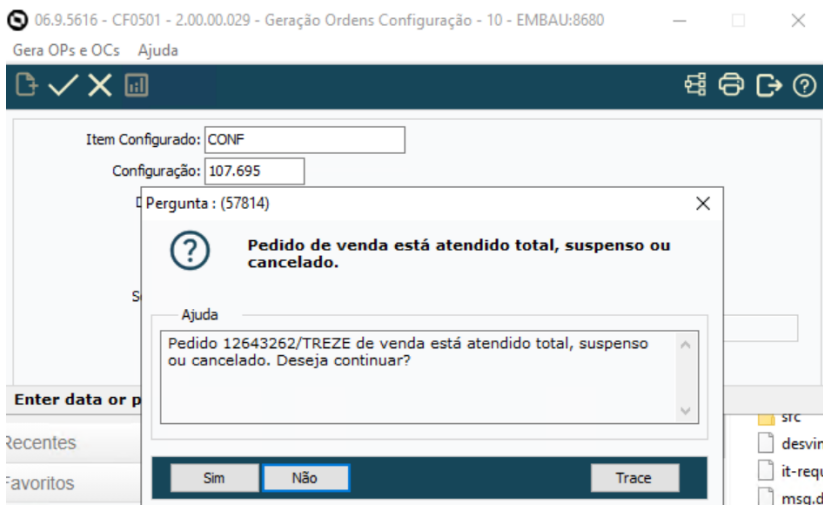 06.9.5616 - CF0501 - 2.00.00.029 - Geração Ordens Configuração - 10 - EMBAU:8680
Gera OPs e OCs Ajuda
Item Configurado: CONF
Configuração: 107.695
Pergunta : (57814)
Pedido de venda está atendido total, suspenso ou
cancelado.
Ajuda
Pedido 12643262/TREZE de venda está atendido total, suspenso
ou cancelado. Deseja continuar?
Enter data or p
Recentes
Favoritos
Sim Não Trace
src
desvin
it-requ
msg.d